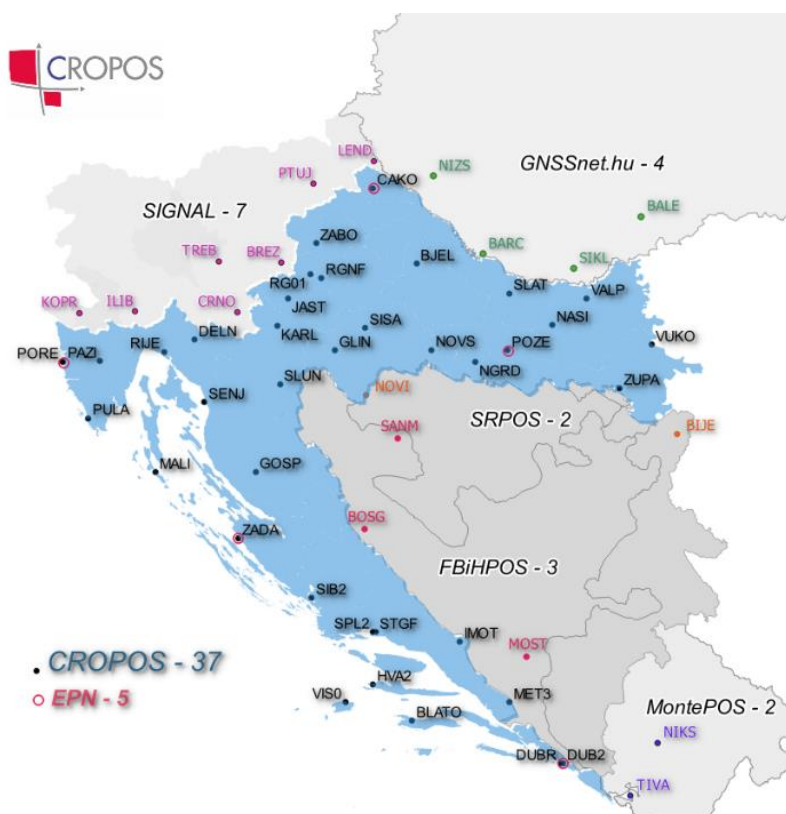 CROPOS
LEND
CAKO
NIZS
GNSSnet.hu - 4
PTUJ
SIGNAL - 7
BALE
ZABO
BARC
TREB
BREZ
BJEL
SIKL
RGNF
RG01
SLAT
VALP
KOPR
ILIB
CRNO
JAST
DELN
KARL
SISA
NASI
PORE
PAZI
RIJE
GLIN
NOVS
POZE
VUKO
NGRD
SLUN
ZUPA
PULA
SENJ
NOVI
SRPOS - 2
SANM
BIJE
MALI
GOSP
ZADA
BOSG
FBiHPOS - 3
SIB2
SPL2
STGF
IMOT
MOST
CROPOS - 37
EPN - 5
HVA2
VIS0
BLATO
MET3
MontePOS - 2
NIKS
DUBR
DUB2
TIVA